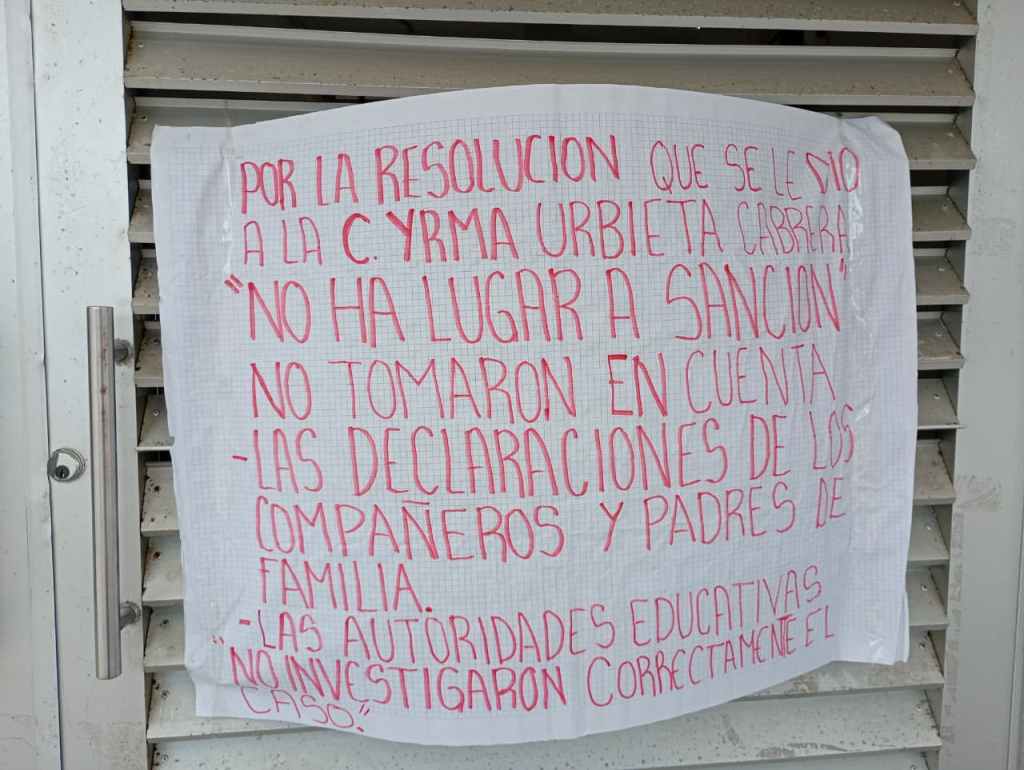 POR LA RESOLUCION QUE SE LE DIO
A LA C. YRMA URBIETA CABRERA
"NO HA LUGAR A SANCION"
NO TOMARON EN CUENTA
-LAS DECLARACIONES DE LOS
COMPAÑEROS Y PADRES DE
FAMILIA.
-LAS AUTORIDADES EDUCATIVAS
"NO INVESTIGARON CORRECTAMENTE EL
CASO."